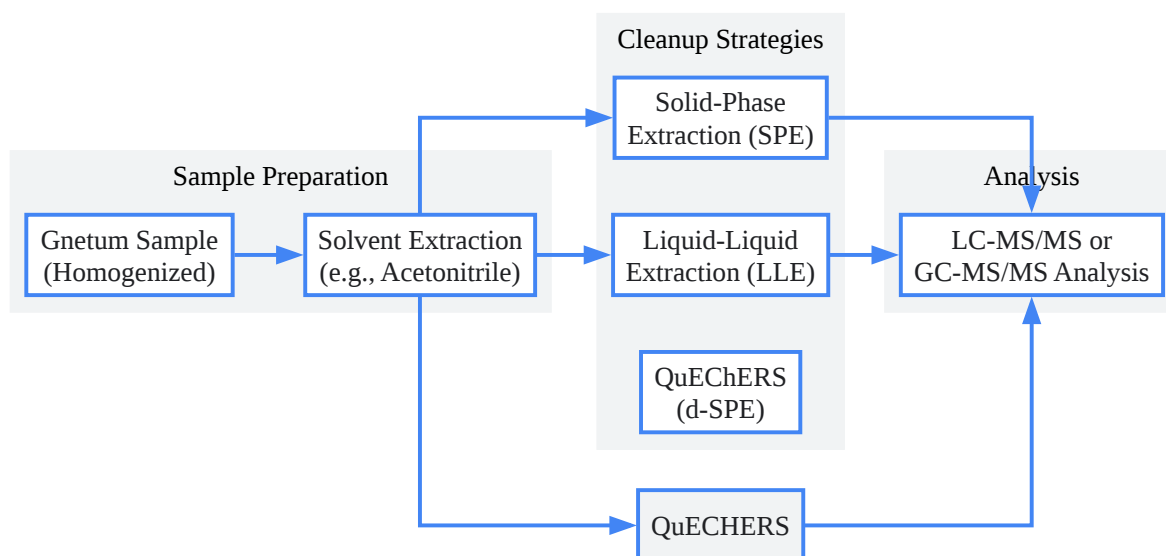 Cleanup Strategies
Solid-Phase
Extraction (SPE)
Sample Preparation
Analysis
Gnetum Sample
(Homogenized)
Solvent Extraction
(e.g., Acetonitrile)
Liquid-Liquid
Extraction (LLE)
LC-MS/MS or
GC-MS/MS Analysis
QuEChERS
(d-SPE)
QuECHERS